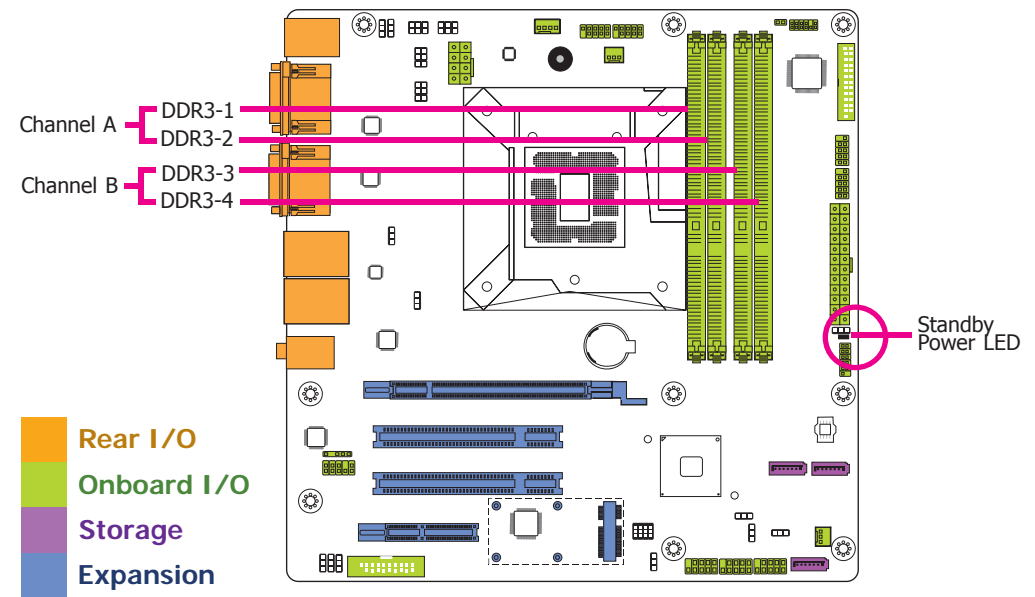 Channel A
DDR3-1
DDR3-2
Channel B
DDR3-3
DDR3-4
Standby
Power LED
Rear I/O
Onboard I/O
Storage
Expansion